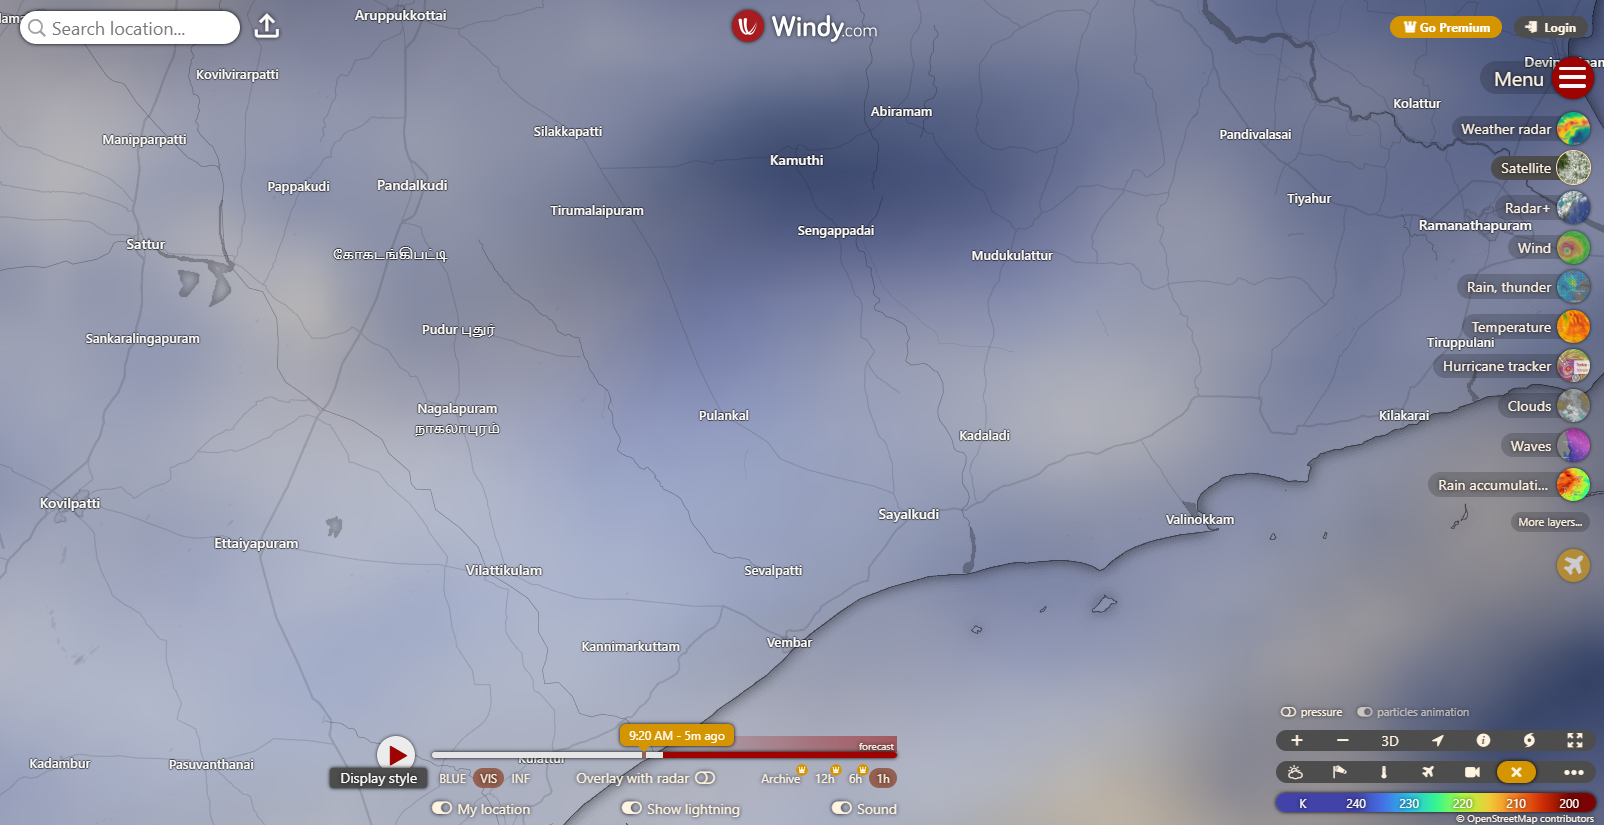 Search location...
Windy.com
Go Premium
Login
Menu
Weather radar
Satellite
Radar+
Wind
Rain, thunder
Temperature
Hurricane tracker
Clouds
Waves
Rain accumulati...
More layers...
Aruppukkottai
Kovilvirarpatti
Abiramam
Kolattur
Silakkapatti
Pandivalasai
Manipparpatti
Kamuthi
Pappakudi
Pandalkudi
Tiyahur
Tirumalaipuram
Ramanathapuram
Sengappadai
Sattur
கோகடங்கிபட்டி
Mudukulattur
Pudur புதுர்
Sankaralingapuram
Tiruppulani
Nagalapuram
நாகலாபுரம்
Pulankal
Kilakarai
Kadaladi
Kovilpatti
Sayalkudi
Valinokkam
Ettaiyapuram
Vilattikulam
Sevalpatti
Kannimarkuttam
Vembar
Kadambur
Pasuvanthanai
9:20 AM - 5m ago
forecast
Display style
BLUE VIS INF
Overlay with radar
Archive 12h 6h 1h
My location
Show lightning
Sound
pressure
particles animation
3D
K 240 230 220 210 200
© OpenStreetMap contributors